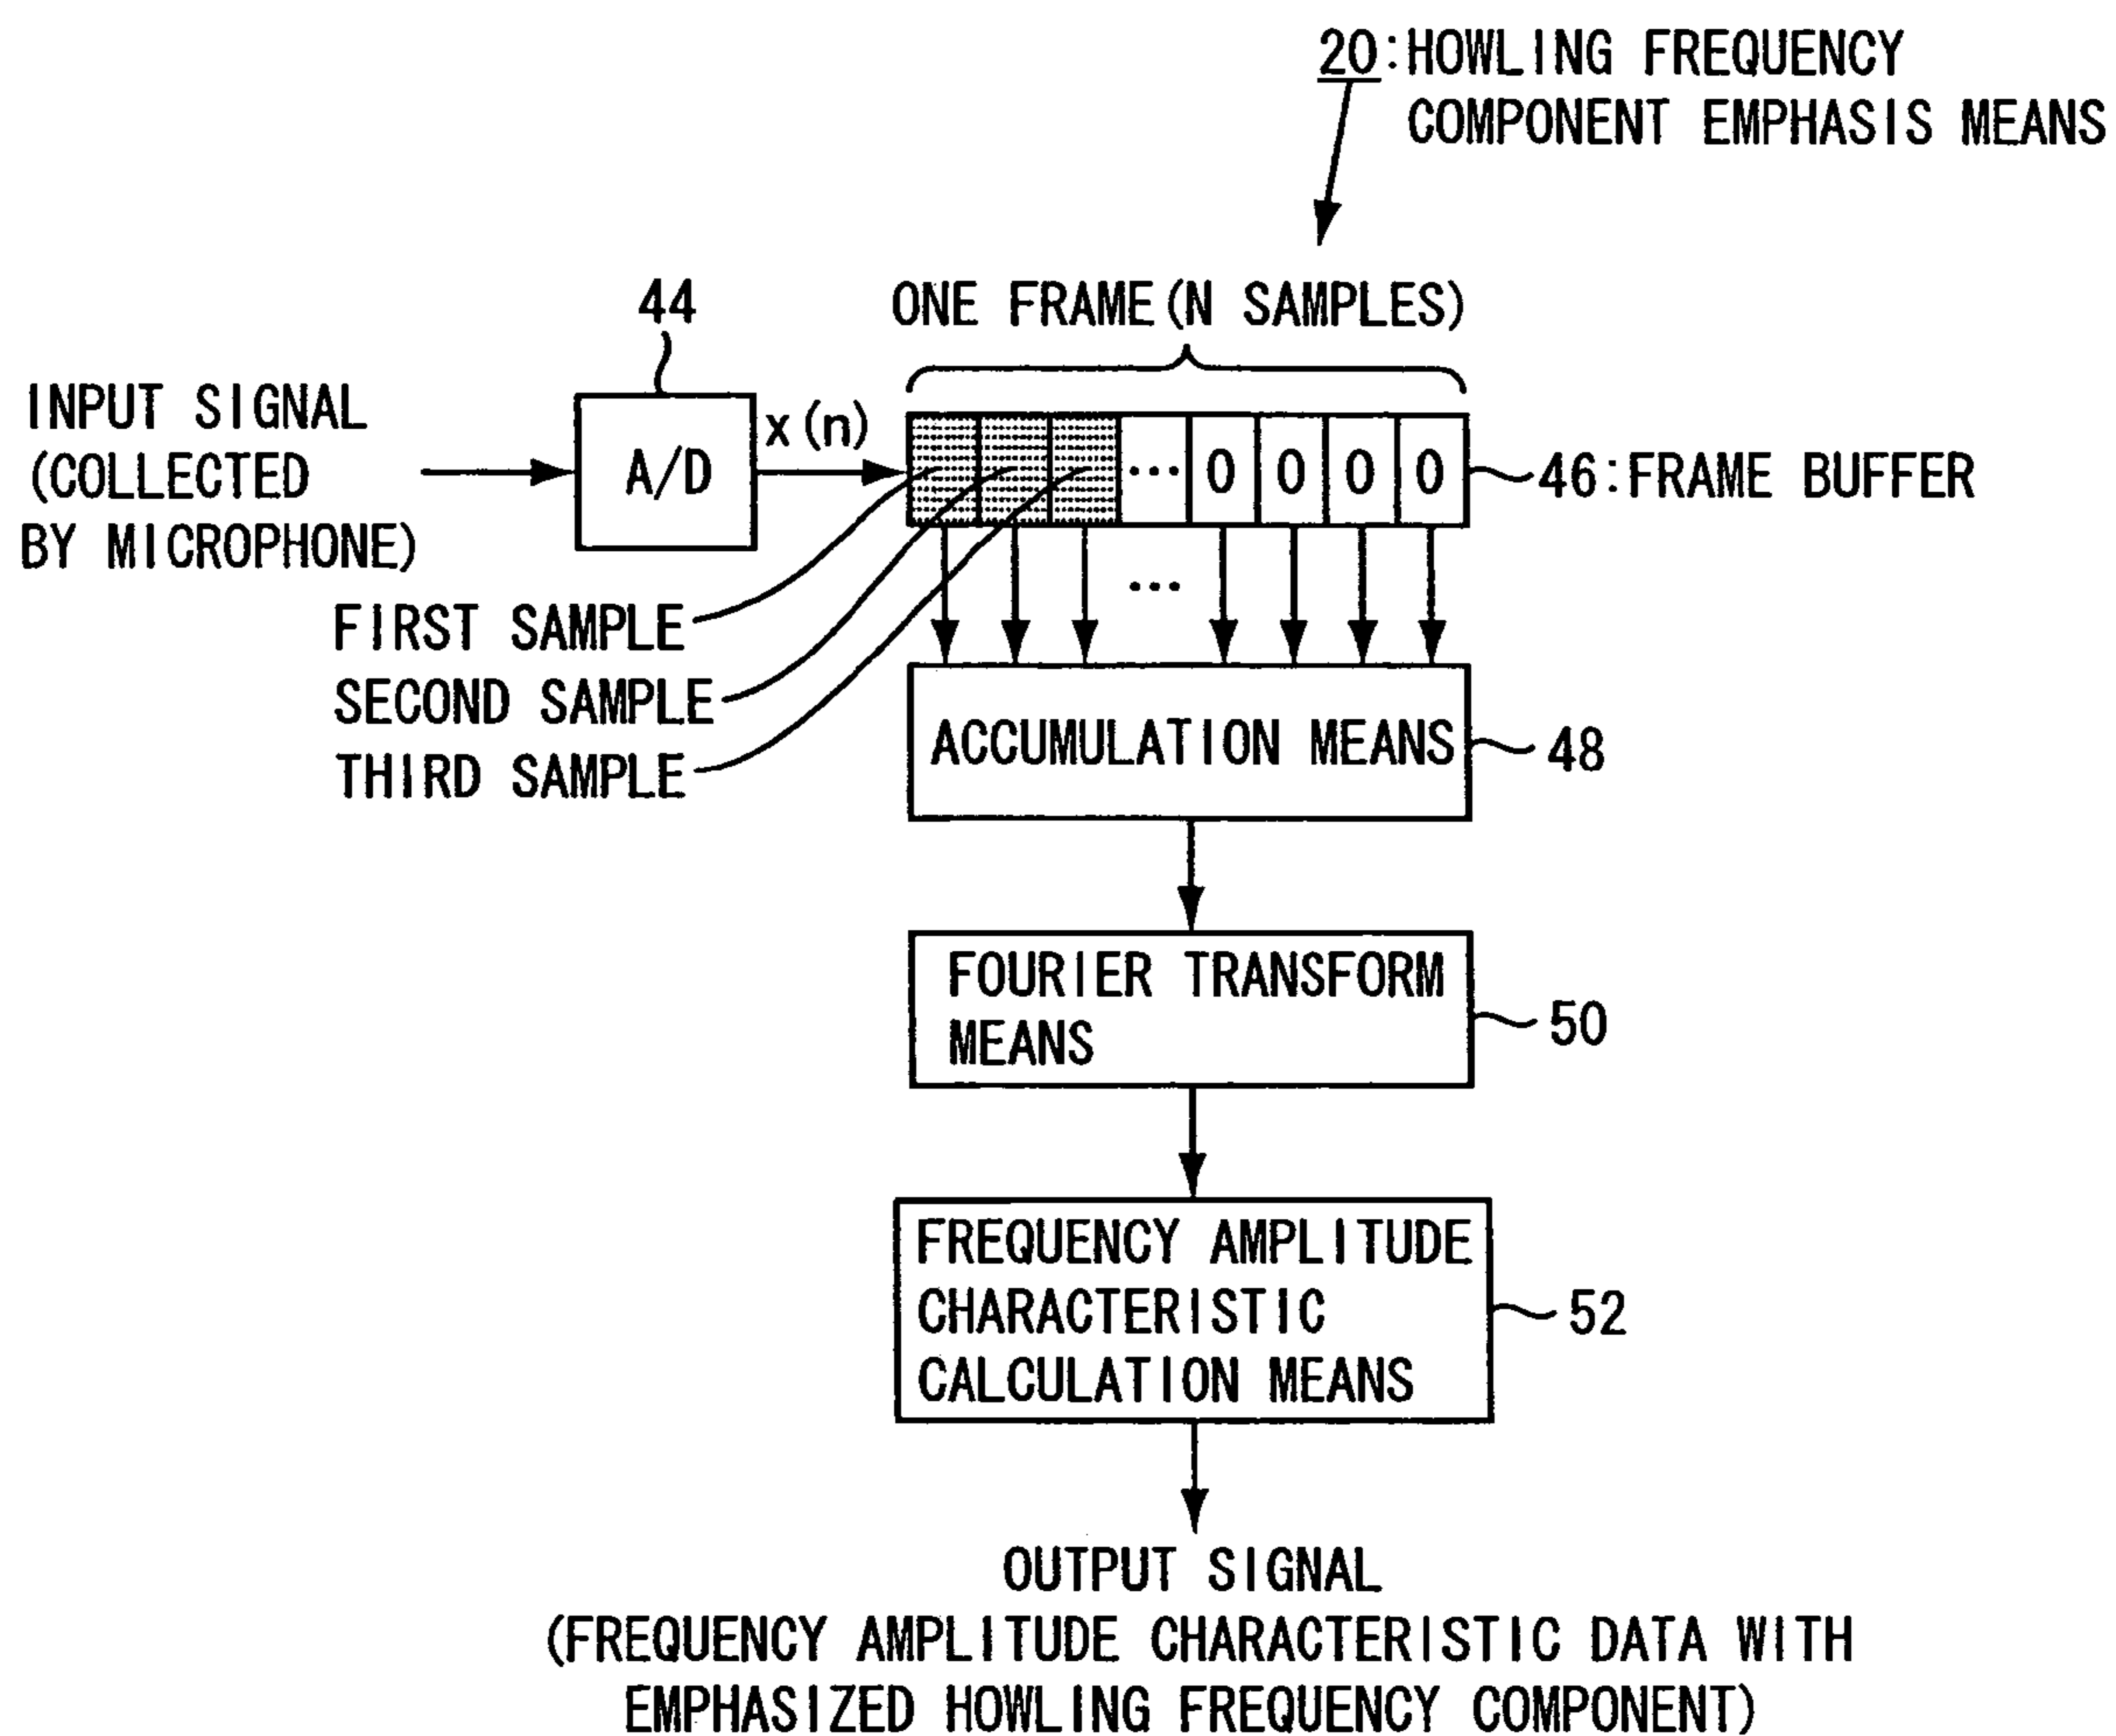 20:HOWLING FREQUENCY
COMPONENT EMPHASIS MEANS
44
ONE FRAME(N SAMPLES)
INPUT SIGNAL
(COLLECTED
BY MICROPHONE)
A/D
x(n)
... 0 0 0 0
46:FRAME BUFFER
...
FIRST SAMPLE
SECOND SAMPLE
THIRD SAMPLE
ACCUMULATION MEANS
48
FOURIER TRANSFORM
MEANS
50
FREQUENCY AMPLITUDE
CHARACTERISTIC
CALCULATION MEANS
52
OUTPUT SIGNAL
(FREQUENCY AMPLITUDE CHARACTERISTIC DATA WITH
EMPHASIZED HOWLING FREQUENCY COMPONENT)